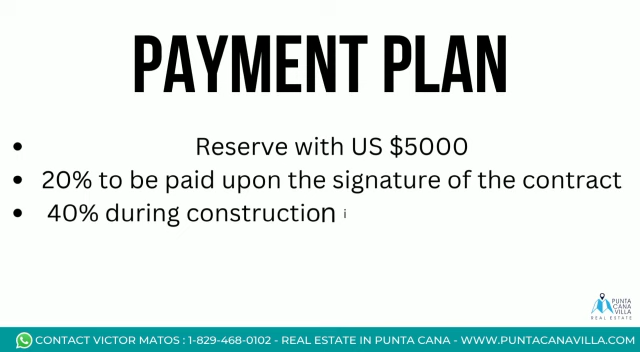 PAYMENT PLAN
• Reserve with US $5000
• 20% to be paid upon the signature of the contract
• 40% during construction i
PUNTA
CANA
VILLA
REAL ESTATE
CONTACT VICTOR MATOS : 1-829-468-0102 - REAL ESTATE IN PUNTA CANA - WWW.PUNTACANAVILLA.COM